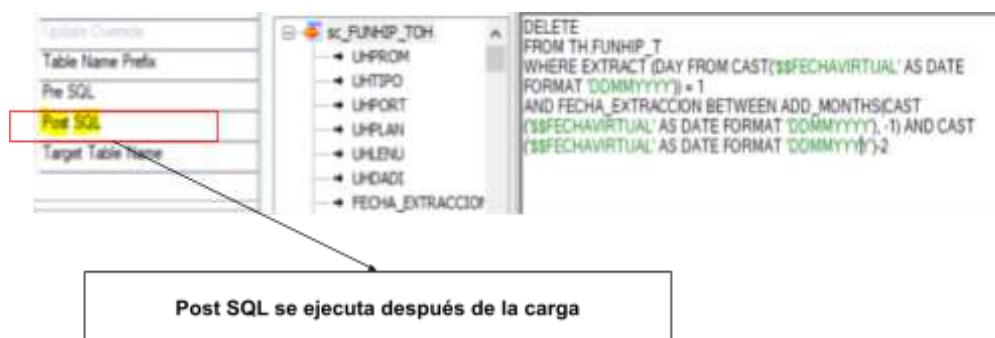 Update Override
Table Name Prefix
Pre SQL
Post SQL
Target Table Name
sc_FUNHIP_TOH
UHPROM
UHTIPO
UHPORT
UHPLAN
UHLENU
UHDADI
FECHA_EXTRACCION
DELETE
FROM TH.FUNHIP_T
WHERE EXTRACT (DAY FROM CAST('$$FECHAVIRTUAL' AS DATE
FORMAT 'DDMMYYYY')) = 1
AND FECHA_EXTRACCION BETWEEN ADD_MONTHS(CAST
('$$FECHAVIRTUAL' AS DATE FORMAT 'DDMMYYYY'), -1) AND CAST
('$$FECHAVIRTUAL' AS DATE FORMAT 'DDMMYYYY')-2
Post SQL se ejecuta después de la carga